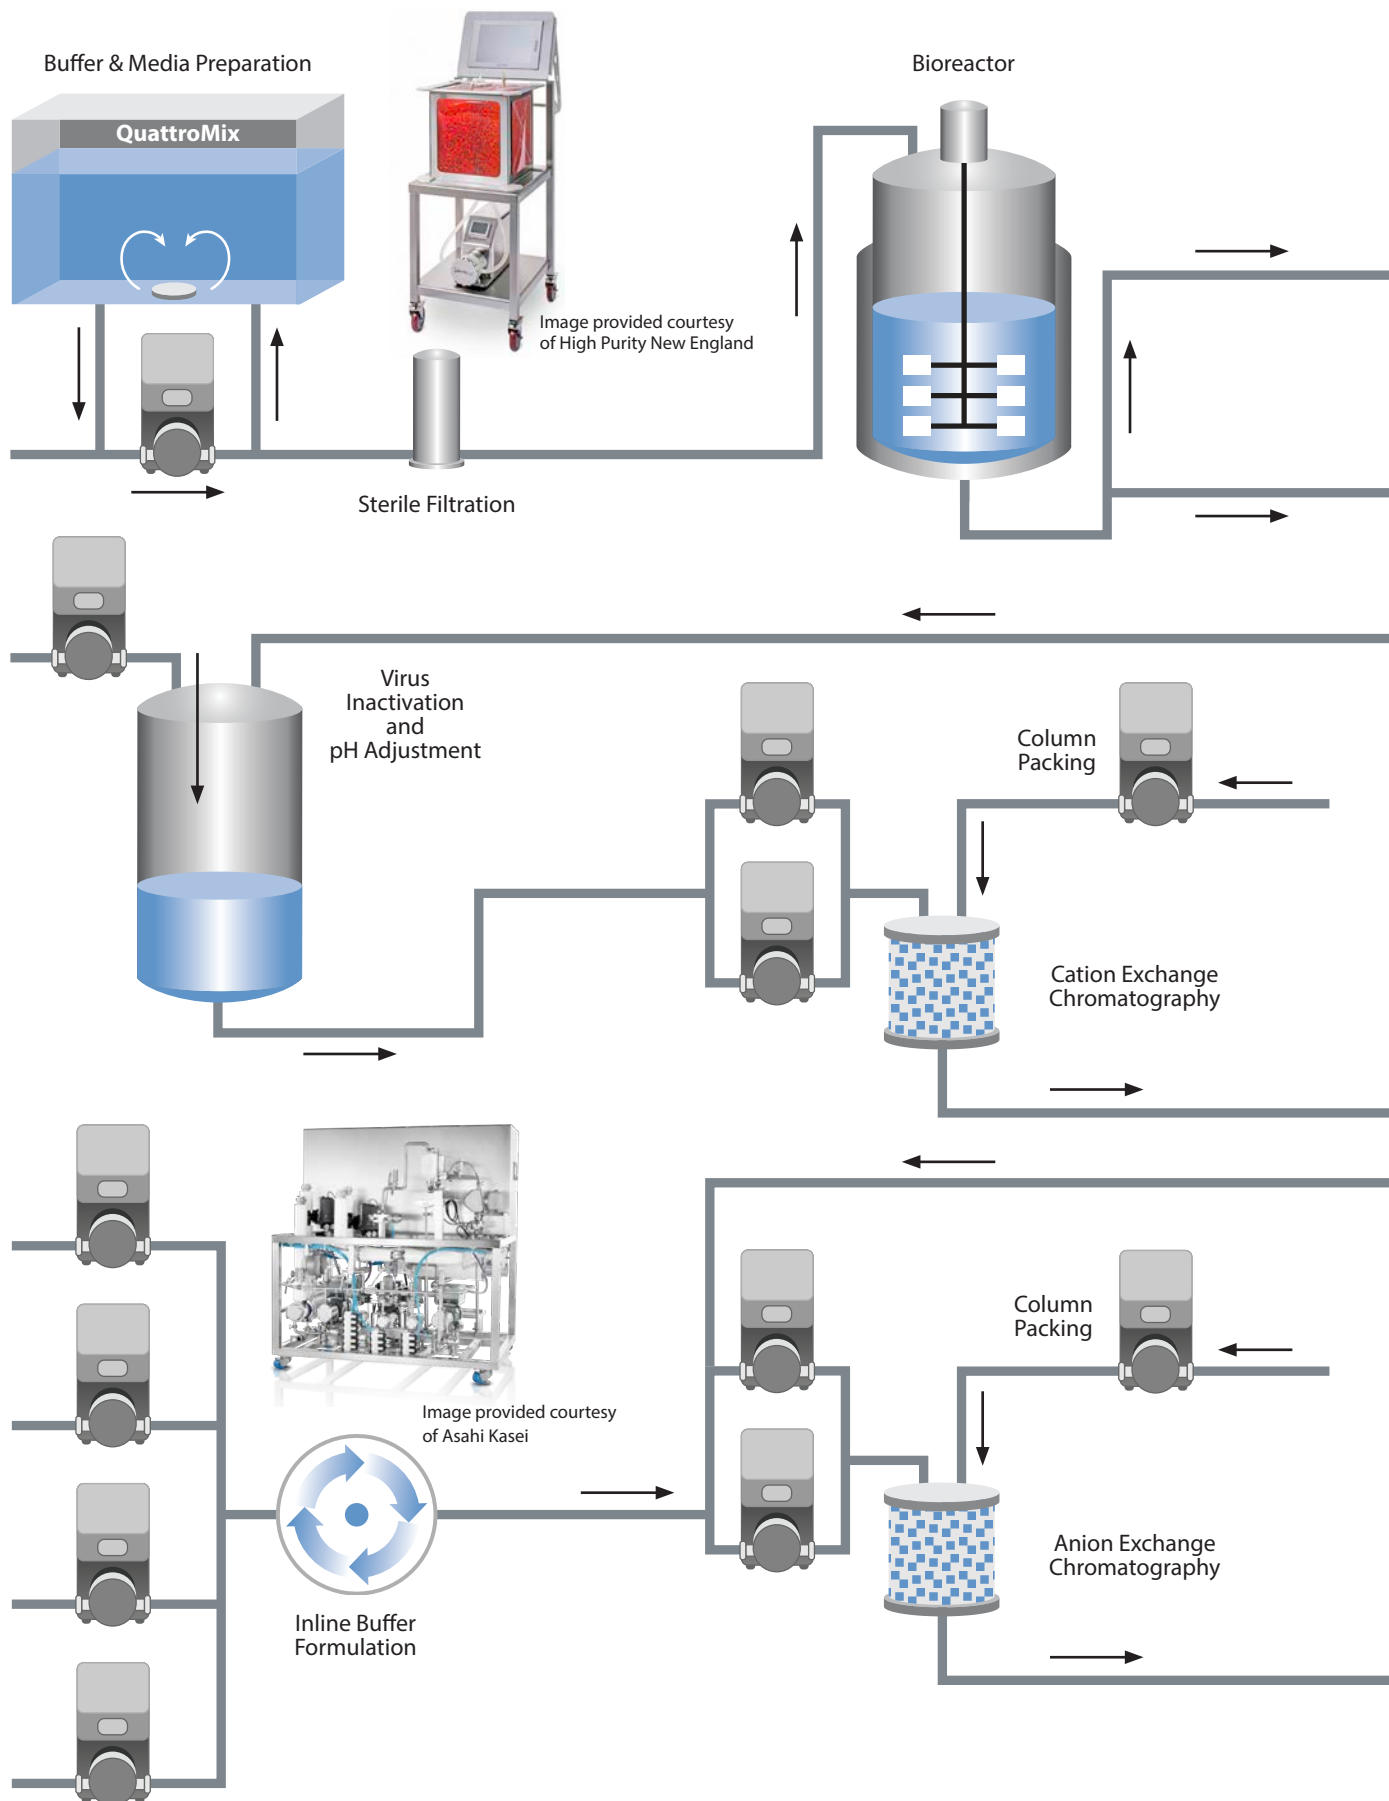 Buffer & Media Preparation
QuattroMix
Bioreactor
Image provided courtesy
of High Purity New England
Sterile Filtration
Virus
Inactivation
and
pH Adjustment
Column
Packing
Cation Exchange
Chromatography
Image provided courtesy
of Asahi Kasei
Column
Packing
Anion Exchange
Chromatography
Inline Buffer
Formulation